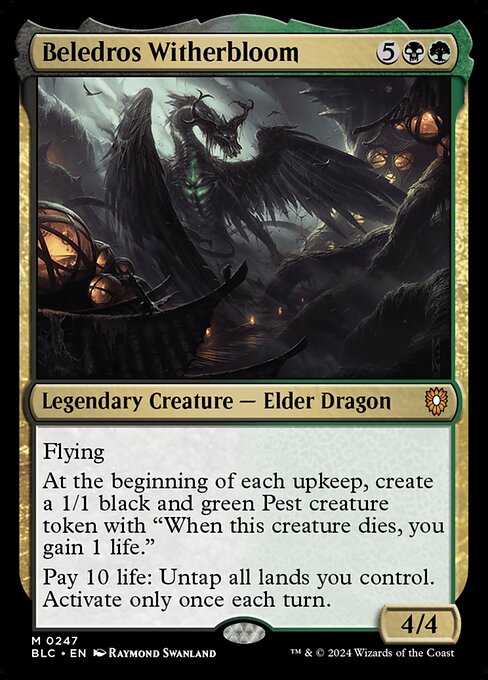 Beledros Witherbloom 5
Legendary Creature — Elder Dragon
Flying
At the beginning of each upkeep, create
a 1/1 black and green Pest creature
token with “When this creature dies, you
gain 1 life.”
Pay 10 life: Untap all lands you control.
Activate only once each turn.
4/4
M 0247
BLC • EN Raymond Swanland
™ & © 2024 Wizards of the Coast